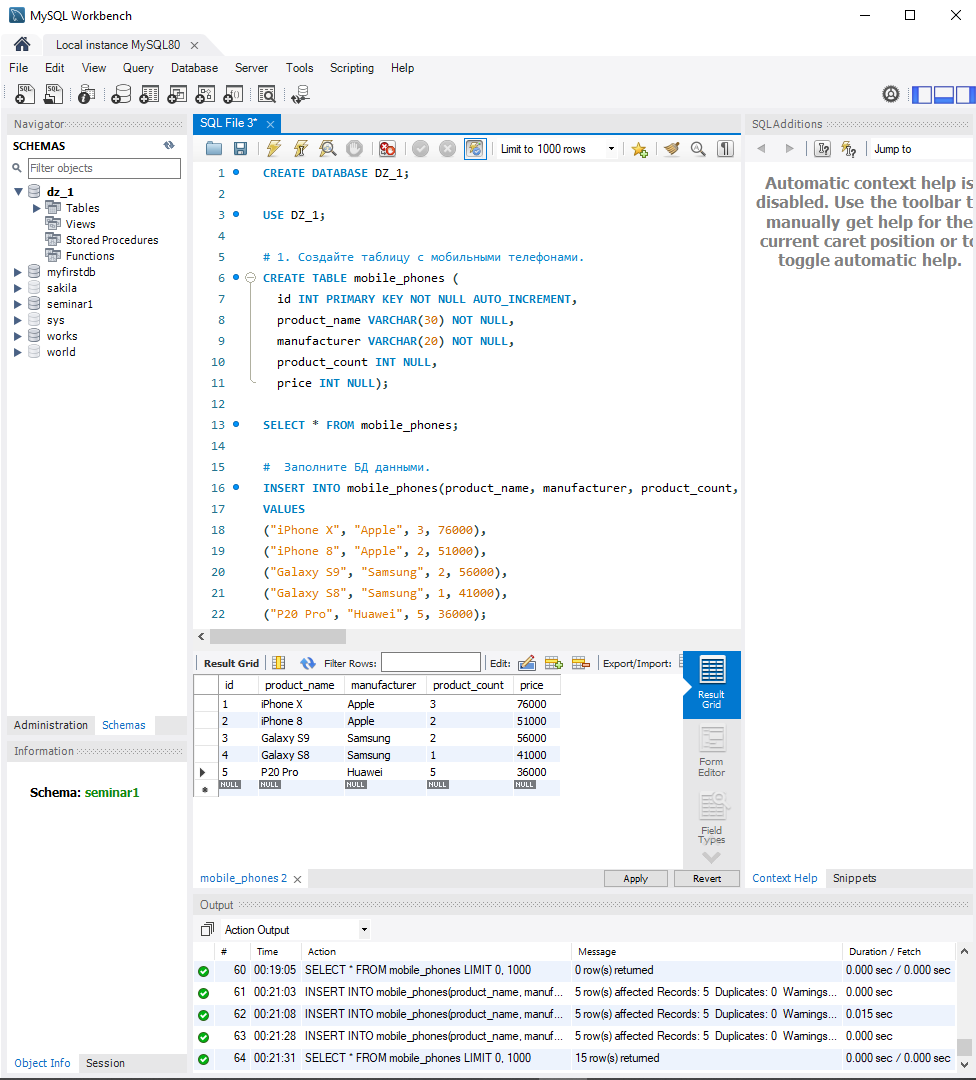 MySQL Workbench
Local instance MySQL80
File Edit View Query Database Server Tools Scripting Help
Navigator
SCHEMAS
Filter objects
dz_1
Tables
Views
Stored Procedures
Functions
myfirstdb
sakila
seminar1
sys
works
world
Administration Schemas
Information
Schema: seminar1
Object Info Session
SQL File 3*
Limit to 1000 rows
1 CREATE DATABASE DZ_1;
2
3 USE DZ_1;
4
5 # 1. Создайте таблицу с мобильными телефонами.
6 CREATE TABLE mobile_phones (
7 id INT PRIMARY KEY NOT NULL AUTO_INCREMENT,
8 product_name VARCHAR(30) NOT NULL,
9 manufacturer VARCHAR(20) NOT NULL,
10 product_count INT NULL,
11 price INT NULL);
12
13 SELECT * FROM mobile_phones;
14
15 # Заполните БД данными.
16 INSERT INTO mobile_phones(product_name, manufacturer, product_count,
17 VALUES
18 ("iPhone X", "Apple", 3, 76000),
19 ("iPhone 8", "Apple", 2, 51000),
20 ("Galaxy S9", "Samsung", 2, 56000),
21 ("Galaxy S8", "Samsung", 1, 41000),
22 ("P20 Pro", "Huawei", 5, 36000);
Result Grid Filter Rows: Edit: Export/Import:
id product_name manufacturer product_count price
1 iPhone X Apple 3 76000
2 iPhone 8 Apple 2 51000
3 Galaxy S9 Samsung 2 56000
4 Galaxy S8 Samsung 1 41000
5 P20 Pro Huawei 5 36000
NULL NULL NULL NULL NULL
Result
Grid
Form
Editor
Field
Types
mobile_phones 2 Apply Revert
SQLAdditions
Jump to
Automatic context help is
disabled. Use the toolbar t
manually get help for the
current caret position or to
toggle automatic help.
Context Help Snippets
Output
Action Output
# Time Action Message Duration / Fetch
60 00:19:05 SELECT * FROM mobile_phones LIMIT 0, 1000 0 row(s) returned 0.000 sec / 0.000 sec
61 00:21:03 INSERT INTO mobile_phones(product_name, manuf... 5 row(s) affected Records: 5 Duplicates: 0 Warnings... 0.000 sec
62 00:21:08 INSERT INTO mobile_phones(product_name, manuf... 5 row(s) affected Records: 5 Duplicates: 0 Warnings... 0.015 sec
63 00:21:28 INSERT INTO mobile_phones(product_name, manuf... 5 row(s) affected Records: 5 Duplicates: 0 Warnings... 0.000 sec
64 00:21:31 SELECT * FROM mobile_phones LIMIT 0, 1000 15 row(s) returned 0.000 sec / 0.000 sec